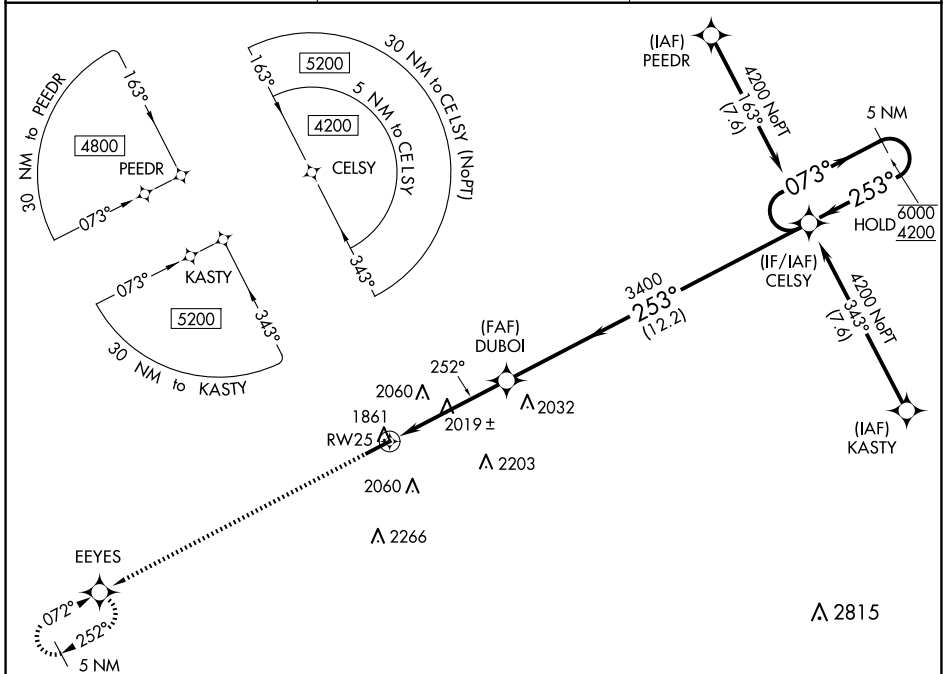 30 NM to PEEDR
163°
4800
PEEDR
073°
163°
5200
4200
30 NM to CELSY (NoPT)
5 NM to CELSY
CELSY
343°
073°
KASTY
5200
343°
30 NM to KASTY
(IAF)
PEEDR
4200 NoPT
163°
(7.6)
5 NM
073°
253°
HOLD
6000
4200
(IF/IAF)
CELSY
3400
253°
(12.2)
4200 NoPT
343°
(7.6)
(IAF)
KASTY
(FAF)
DUBOI
252°
2060
2032
2019 ±
1861
RW25
2203
2060
2266
EEYES
072°
252°
5 NM
2815